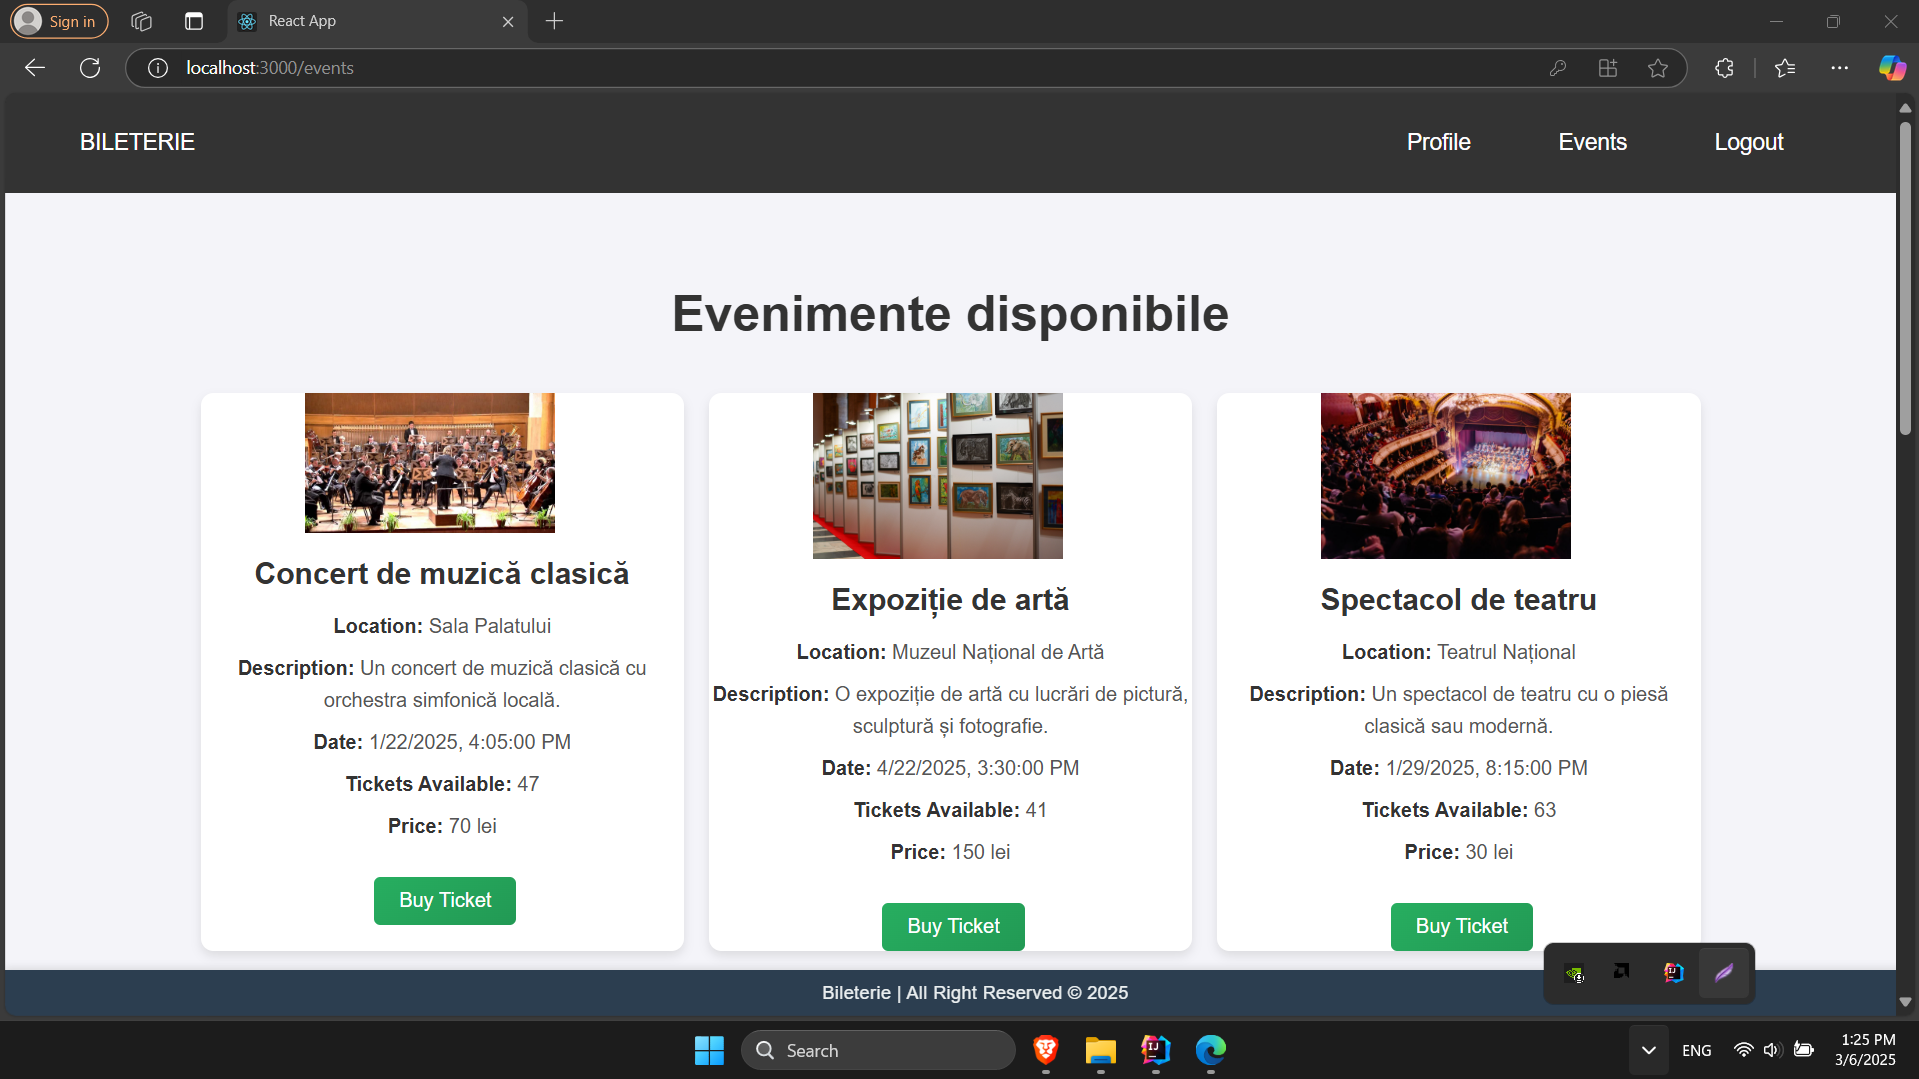 Sign in
React App
localhost:3000/events
BILETERIE
Profile
Events
Logout
Evenimente disponibile
Concert de muzică clasică
Location: Sala Palatului
Description: Un concert de muzică clasică cu
orchestra simfonică locală.
Date: 1/22/2025, 4:05:00 PM
Tickets Available: 47
Price: 70 lei
Buy Ticket
Expoziție de artă
Location: Muzeul Național de Artă
Description: O expoziție de artă cu lucrări de pictură,
sculptură și fotografie.
Date: 4/22/2025, 3:30:00 PM
Tickets Available: 41
Price: 150 lei
Buy Ticket
Spectacol de teatru
Location: Teatrul Național
Description: Un spectacol de teatru cu o piesă
clasică sau modernă.
Date: 1/29/2025, 8:15:00 PM
Tickets Available: 63
Price: 30 lei
Buy Ticket
Bileterie | All Right Reserved © 2025
Search
ENG
1:25 PM
3/6/2025